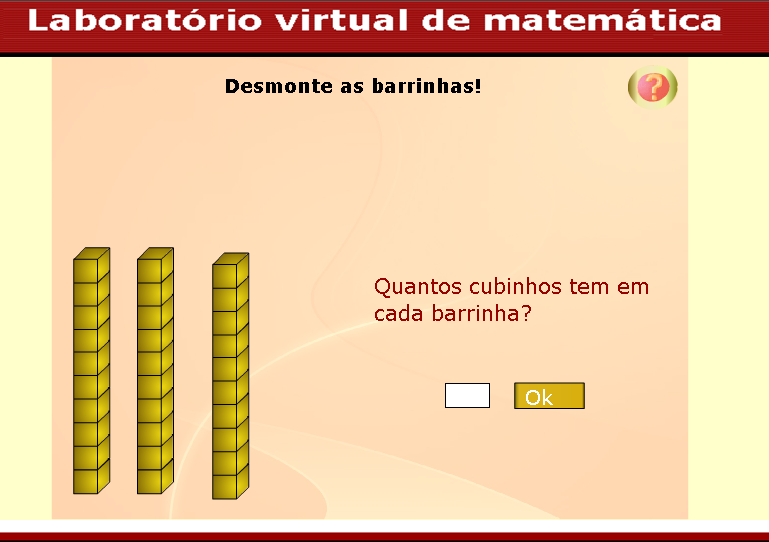 Laboratório virtual de matemática
Desmonte as barrinhas!
?
Quantos cubinhos tem em
cada barrinha?
Ok